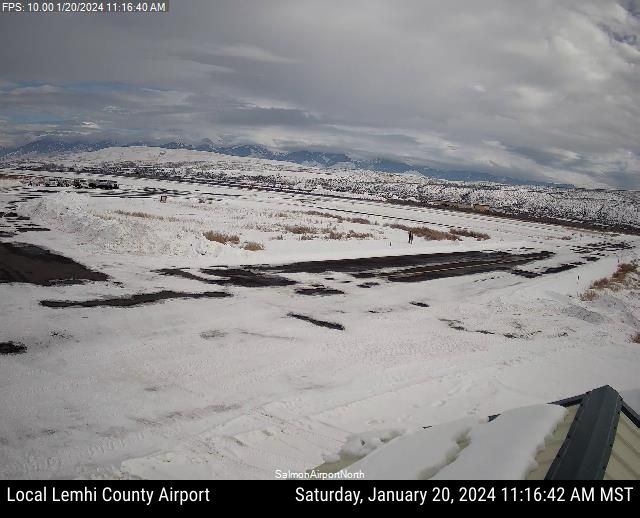 FPS: 10.00 1/20/2024 11:16:40 AM
SalmonAirportNorth
Local Lemhi County Airport Saturday, January 20, 2024 11:16:42 AM MST